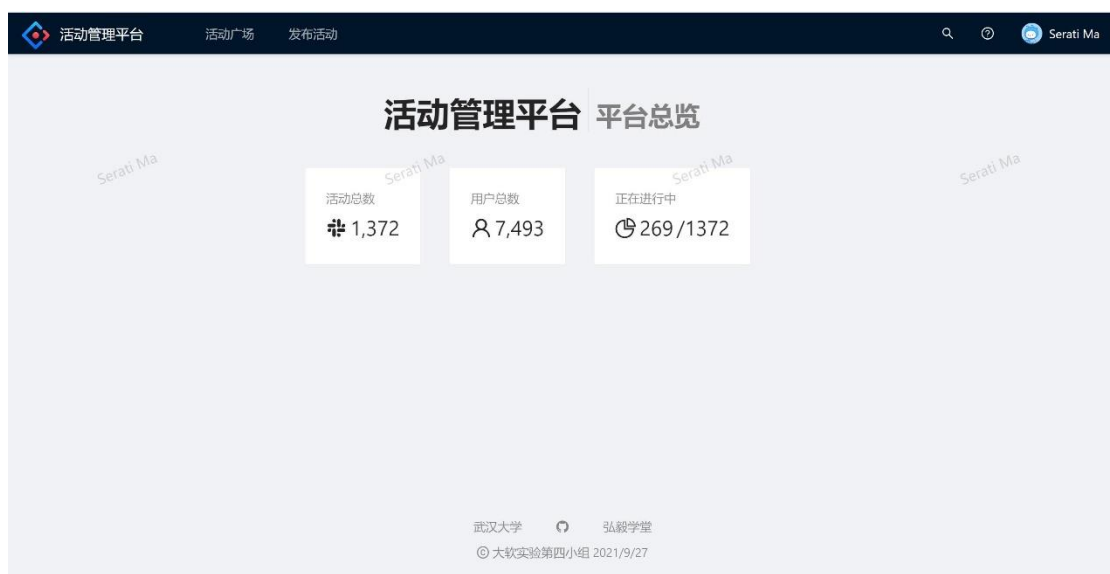 活动管理平台 活动广场 发布活动 Serati Ma
活动管理平台 平台总览
Serati Ma Serati Ma Serati Ma Serati Ma
活动总数 用户总数 正在进行中
1,372 7,493 269/1372
武汉大学 弘毅学堂
© 大软实验第四小组 2021/9/27